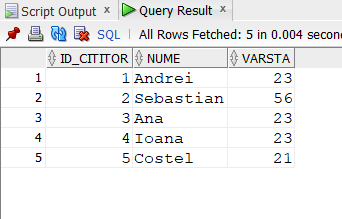 Script Output x Query Result x
SQL | All Rows Fetched: 5 in 0.004 secon
ID_CITITOR NUME VARSTA
1 1 Andrei 23
2 2 Sebastian 56
3 3 Ana 23
4 4 Ioana 23
5 5 Costel 21